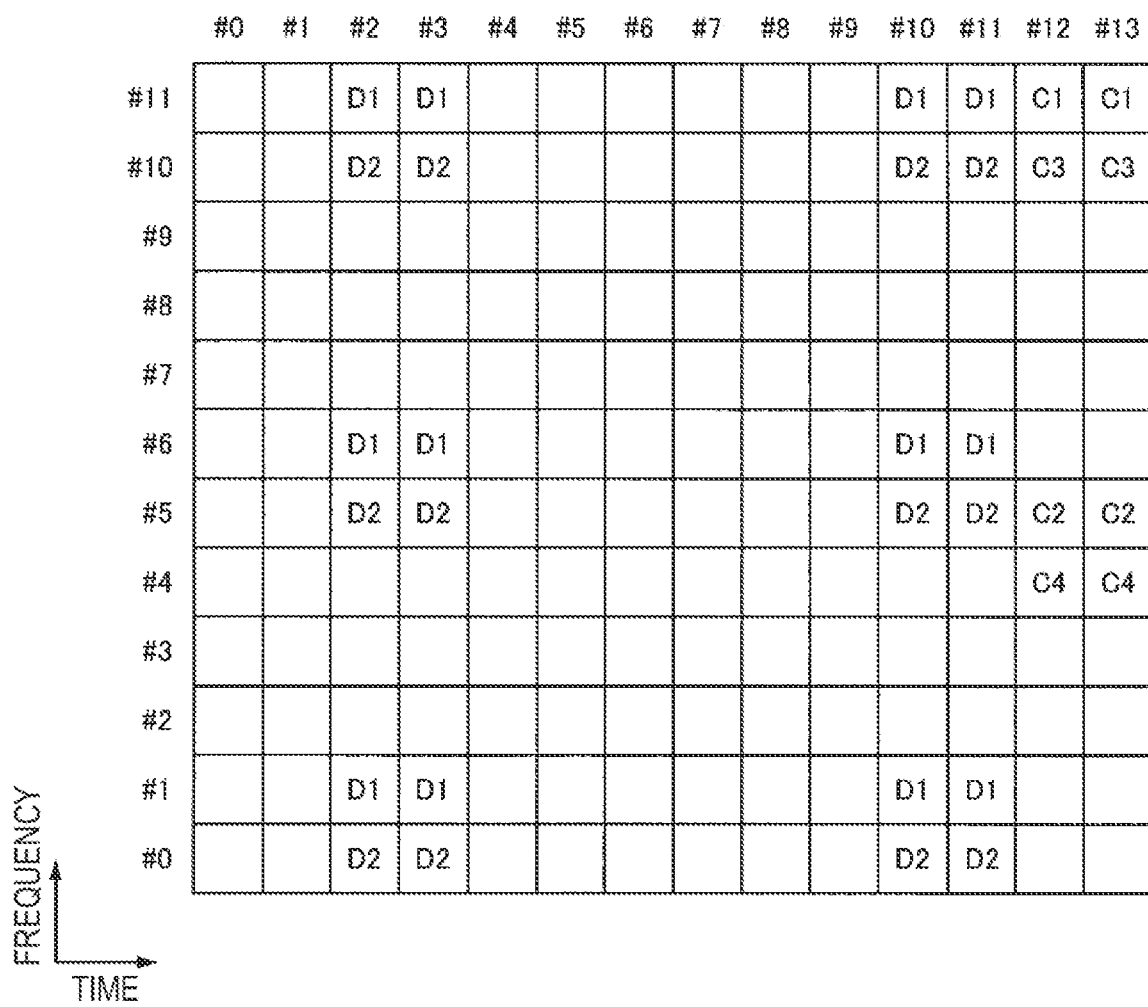 #0 #1 #2 #3 #4 #5 #6 #7 #8 #9 #10 #11 #12 #13
#11 D1 D1 D1 D1 C1 C1
#10 D2 D2 D2 D2 C3 C3
#9
#8
#7
#6 D1 D1 D1 D1
#5 D2 D2 D2 D2 C2 C2
#4 C4 C4
#3
#2
#1 D1 D1 D1 D1
#0 D2 D2 D2 D2
FREQUENCY
TIME